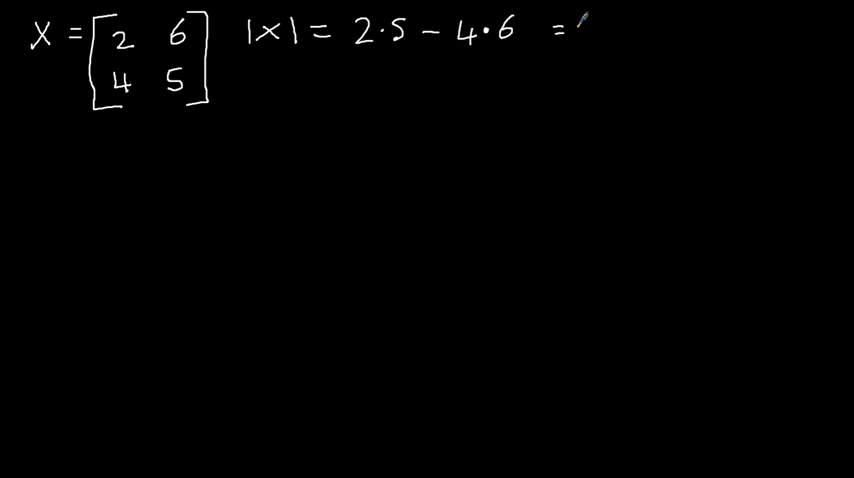 X = [2 6 |X| = 2·5 − 4·6 =
4 5]